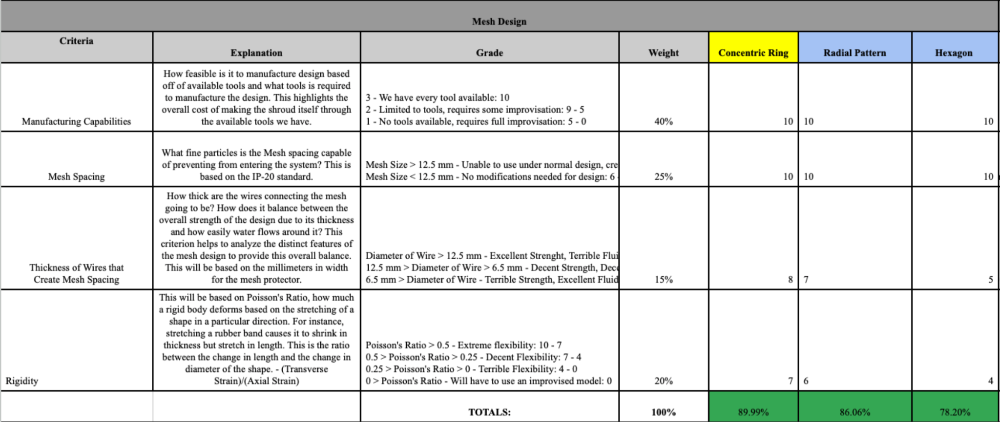 Mesh Design
Criteria
Explanation
Grade
Weight
Concentric Ring
Radial Pattern
Hexagon
Manufacturing Capabilities
How feasible is it to manufacture design based
off of available tools and what tools is required
to manufacture the design. This highlights the
overall cost of making the shroud itself through
the available tools we have.
3 - We have every tool available: 10
2 - Limited to tools, requires some improvisation: 9 - 5
1 - No tools available, requires full improvisation: 5 - 0
40%
10
10
10
Mesh Spacing
What fine particles is the Mesh spacing capable
of preventing from entering the system? This is
based on the IP-20 standard.
Mesh Size > 12.5 mm - Unable to use under normal design, cre
Mesh Size < 12.5 mm - No modifications needed for design: 6 -
25%
10
10
10
Thickness of Wires that
Create Mesh Spacing
How thick are the wires connecting the mesh
going to be? How does it balance between the
overall strength of the design due to its thickness
and how easily water flows around it? This
criterion helps to analyze the distinct features of
the mesh design to provide this overall balance.
This will be based on the millimeters in width
for the mesh protector.
Diameter of Wire > 12.5 mm - Excellent Strenght, Terrible Flui
12.5 mm > Diameter of Wire > 6.5 mm - Decent Strength, Dec
6.5 mm > Diameter of Wire - Terrible Strength, Excellent Fluid
15%
8
7
5
Rigidity
This will be based on Poisson's Ratio, how much
a rigid body deforms based on the stretching of a
shape in a particular direction. For instance,
stretching a rubber band causes it to shrink in
thickness but stretch in length. This is the ratio
between the change in length and the change in
diameter of the shape. - (Transverse
Strain)/(Axial Strain)
Poisson's Ratio > 0.5 - Extreme flexibility: 10 - 7
0.5 > Poisson's Ratio > 0.25 - Decent Flexibility: 7 - 4
0.25 > Poisson's Ratio > 0 - Terrible Flexibility: 4 - 0
0 > Poisson's Ratio - Will have to use an improvised model: 0
20%
7
6
4
TOTALS:
100%
89.99%
86.06%
78.20%